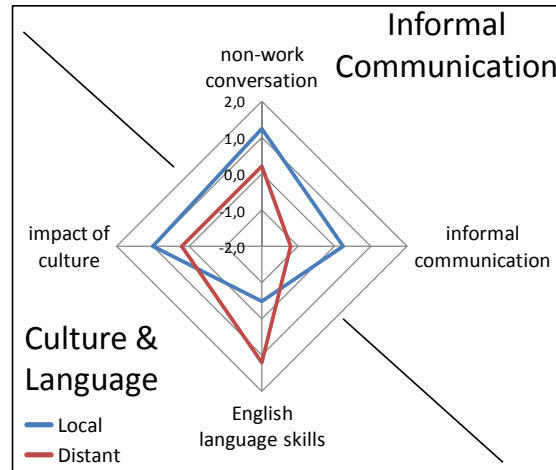 Informal
Communication
non-work
conversation
2,0
1,0
0,0
-1,0
-2,0
impact of
culture
informal
communication
Culture &
Language
English
language skills
Local
Distant